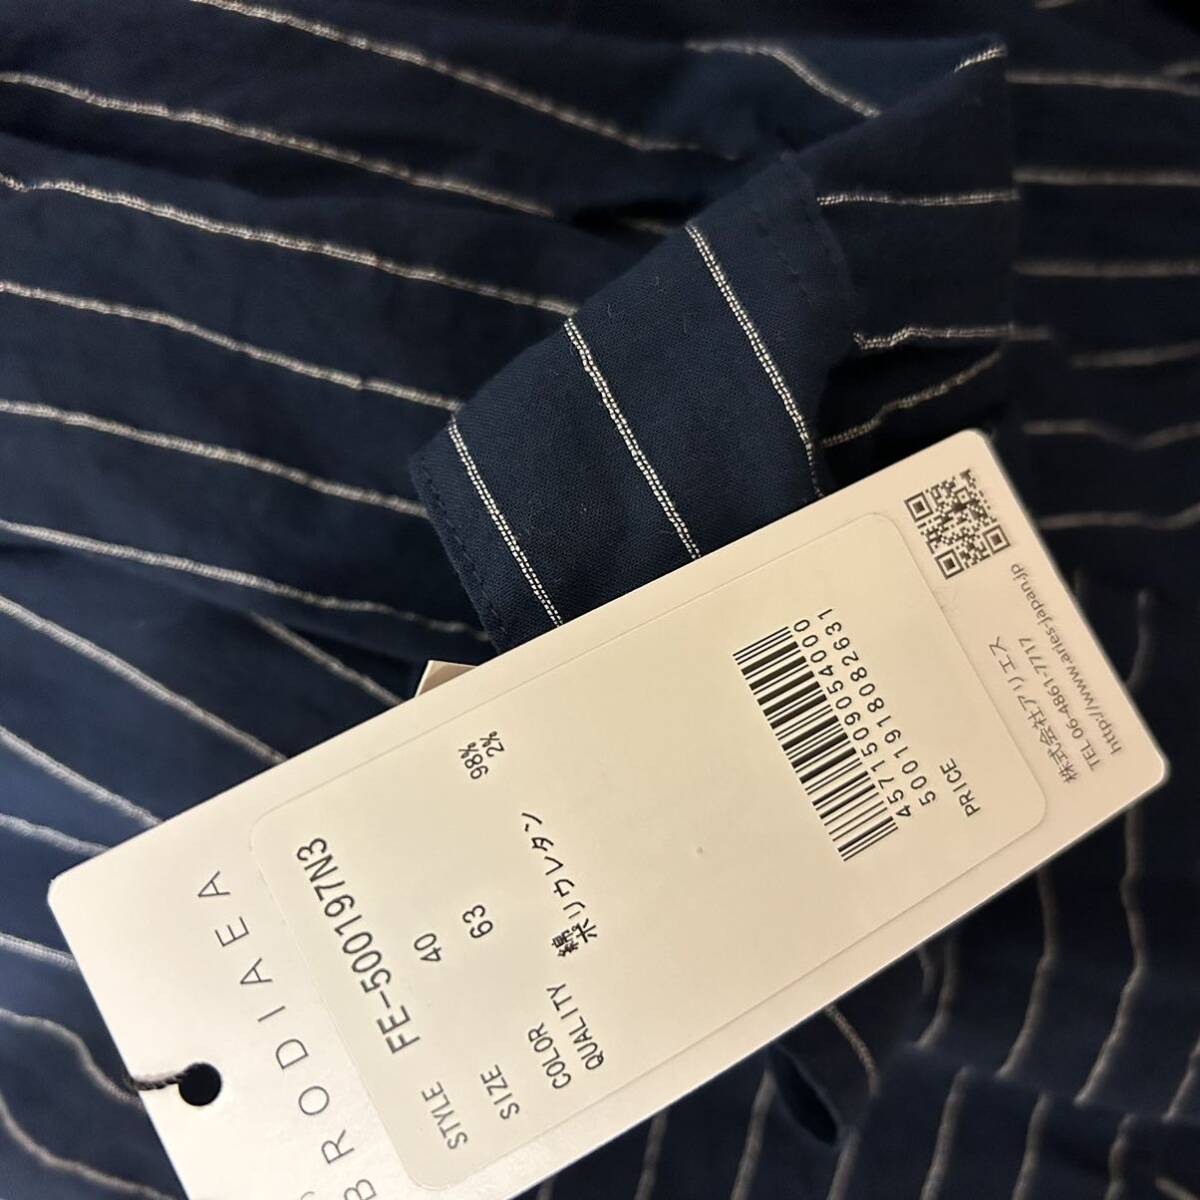 BRODIAEA
STYLE FE-500197N3
SIZE 40
COLOR 63
QUALITY 綿 98%
ポリウレタン 2%
4571509054000
5001918082631
PRICE
株式会社アリエス
TEL 06-4861-7717
http://www.aries-japan.jp